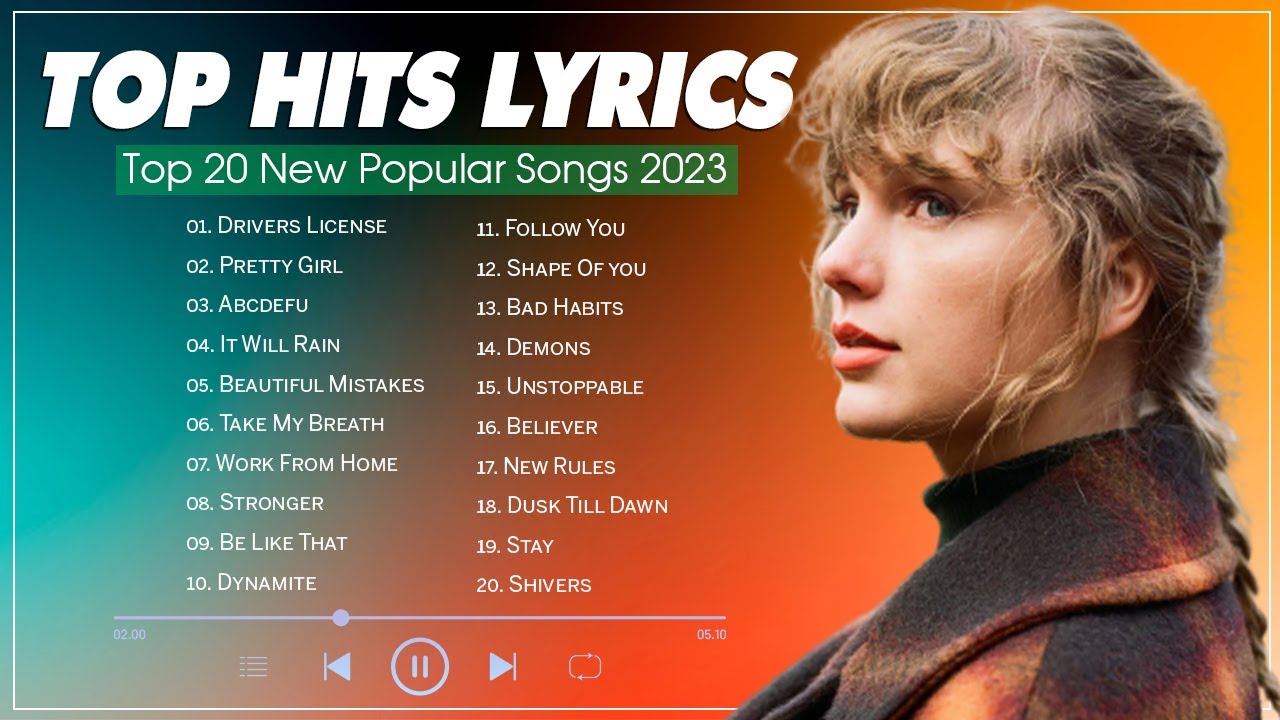 TOP HITS LYRICS
Top 20 New Popular Songs 2023
01. Drivers License
02. Pretty Girl
03. Abcdefu
04. It Will Rain
05. Beautiful Mistakes
06. Take My Breath
07. Work From Home
08. Stronger
09. Be Like That
10. Dynamite
11. Follow You
12. Shape Of you
13. Bad Habits
14. Demons
15. Unstoppable
16. Believer
17. New Rules
18. Dusk Till Dawn
19. Stay
20. Shivers
02.00
05.10